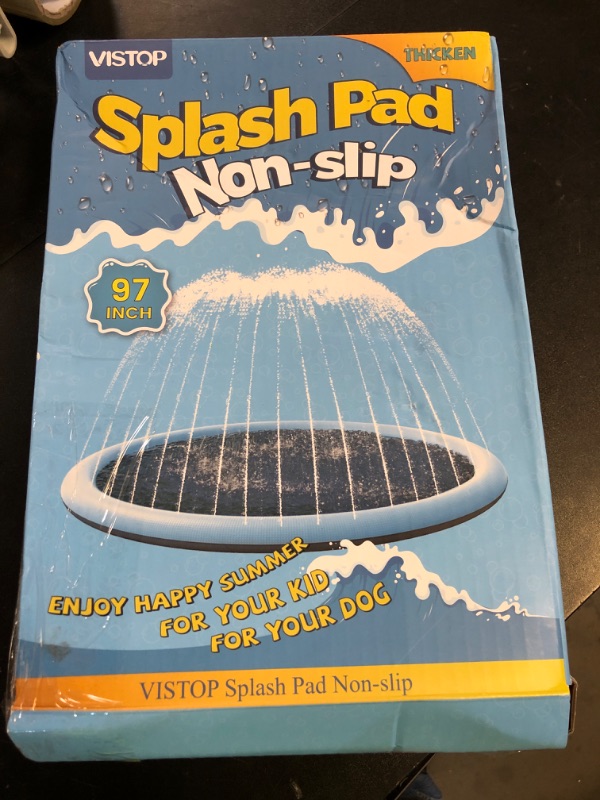 VISTOP
THICKEN
Splash Pad
Non-slip
97
INCH
ENJOY HAPPY SUMMER
FOR YOUR KID
FOR YOUR DOG
VISTOP Splash Pad Non-slip